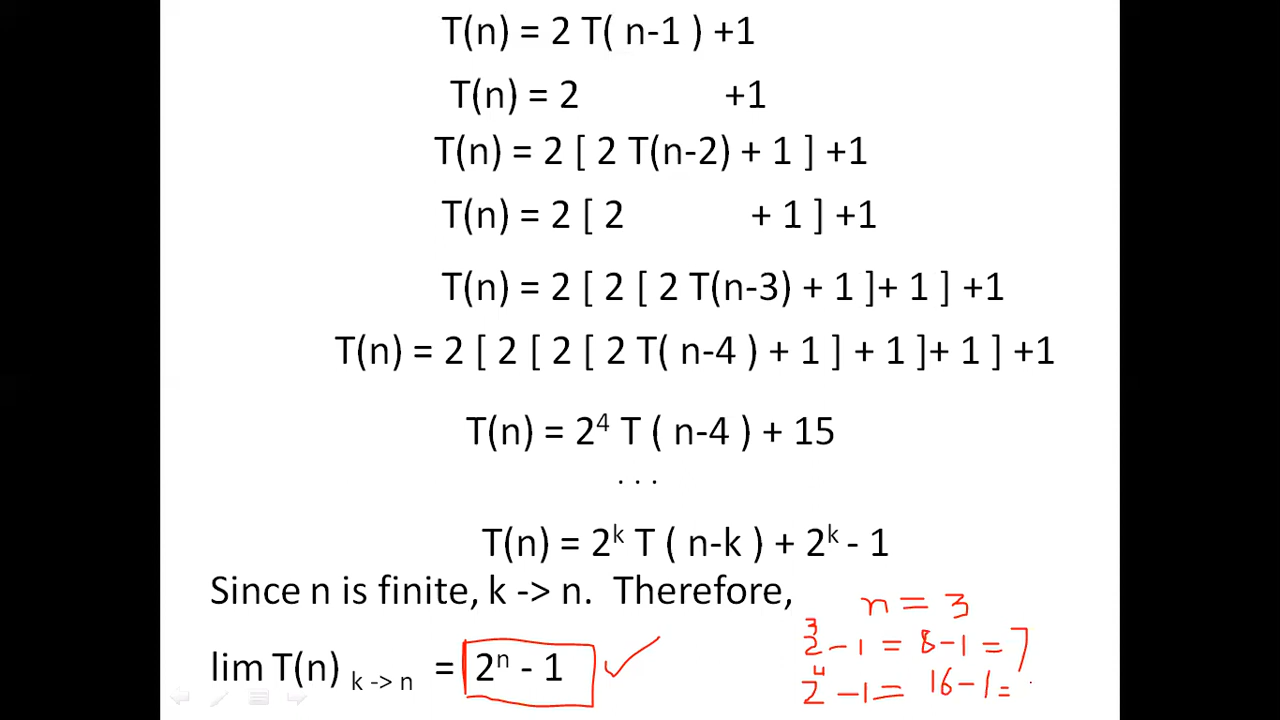 T(n) = 2 T( n-1 ) +1
T(n) = 2 +1
T(n) = 2 [ 2 T(n-2) + 1 ] +1
T(n) = 2 [ 2 + 1 ] +1
T(n) = 2 [ 2 [ 2 T(n-3) + 1 ]+ 1 ] +1
T(n) = 2 [ 2 [ 2 [ 2 T( n-4 ) + 1 ] + 1 ]+ 1 ] +1
T(n) = 2⁴ T ( n-4 ) + 15
. . .
T(n) = 2ᵏ T ( n-k ) + 2ᵏ - 1
Since n is finite, k -> n. Therefore,
n = 3
2³ - 1 = 8 - 1 = 7
lim T(n) k -> n = 2ⁿ - 1
2⁴ - 1 = 16 - 1 =